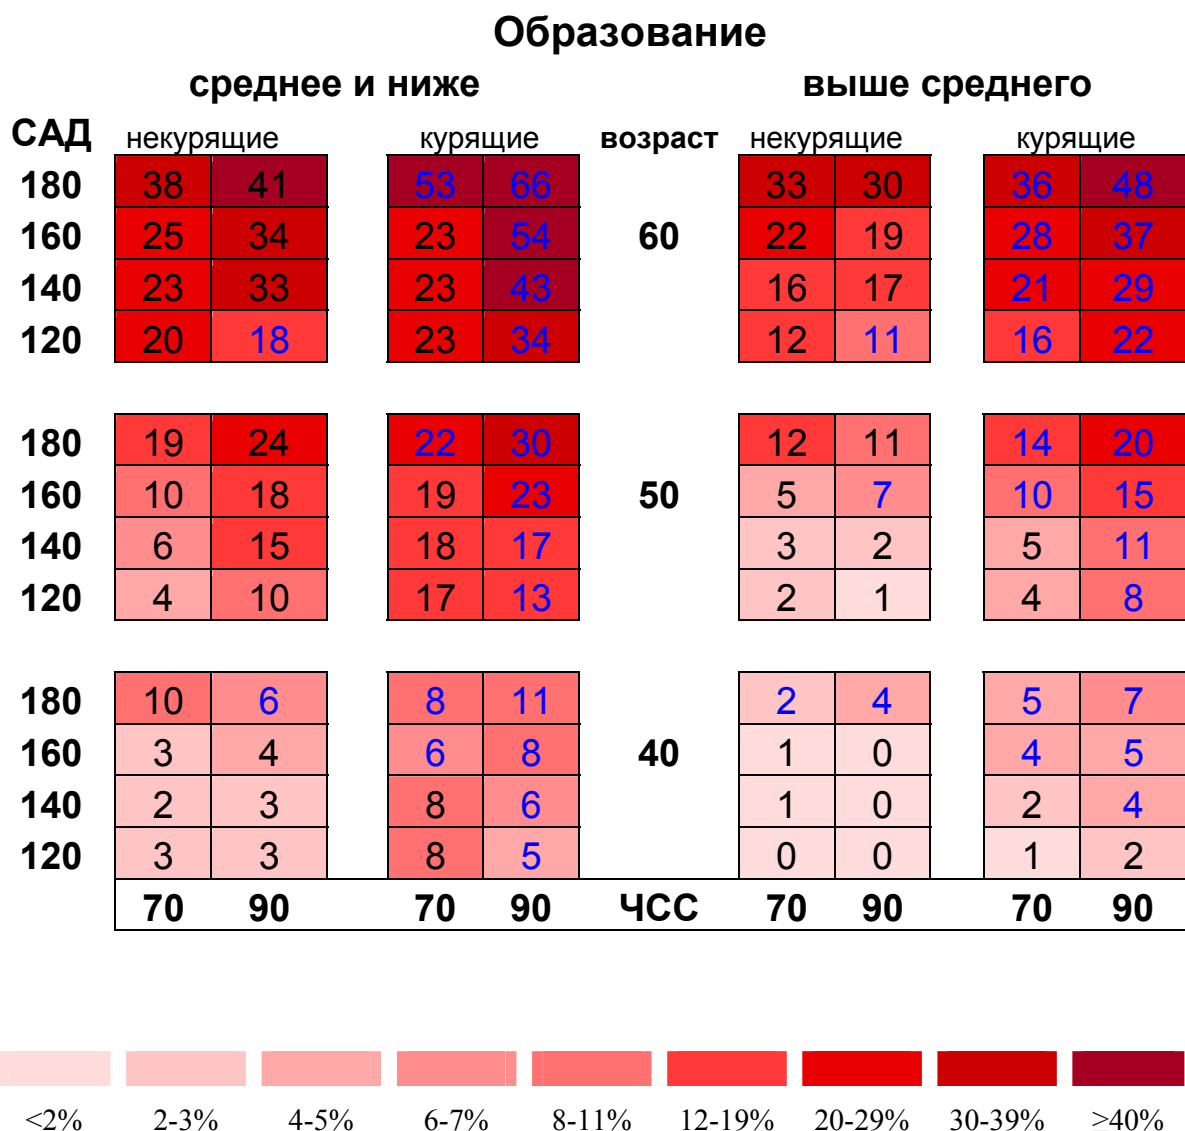 Образование
среднее и ниже выше среднего
САД некурящие курящие возраст некурящие курящие
180 38 41 53 66 33 30 36 48
160 25 34 23 54 60 22 19 28 37
140 23 33 23 43 16 17 21 29
120 20 18 23 34 12 11 16 22
180 19 24 22 30 12 11 14 20
160 10 18 19 23 50 5 7 10 15
140 6 15 18 17 3 2 5 11
120 4 10 17 13 2 1 4 8
180 10 6 8 11 2 4 5 7
160 3 4 6 8 40 1 0 4 5
140 2 3 8 6 1 0 2 4
120 3 3 8 5 0 0 1 2
70 90 70 90 ЧСС 70 90 70 90
<2% 2-3% 4-5% 6-7% 8-11% 12-19% 20-29% 30-39% >40%